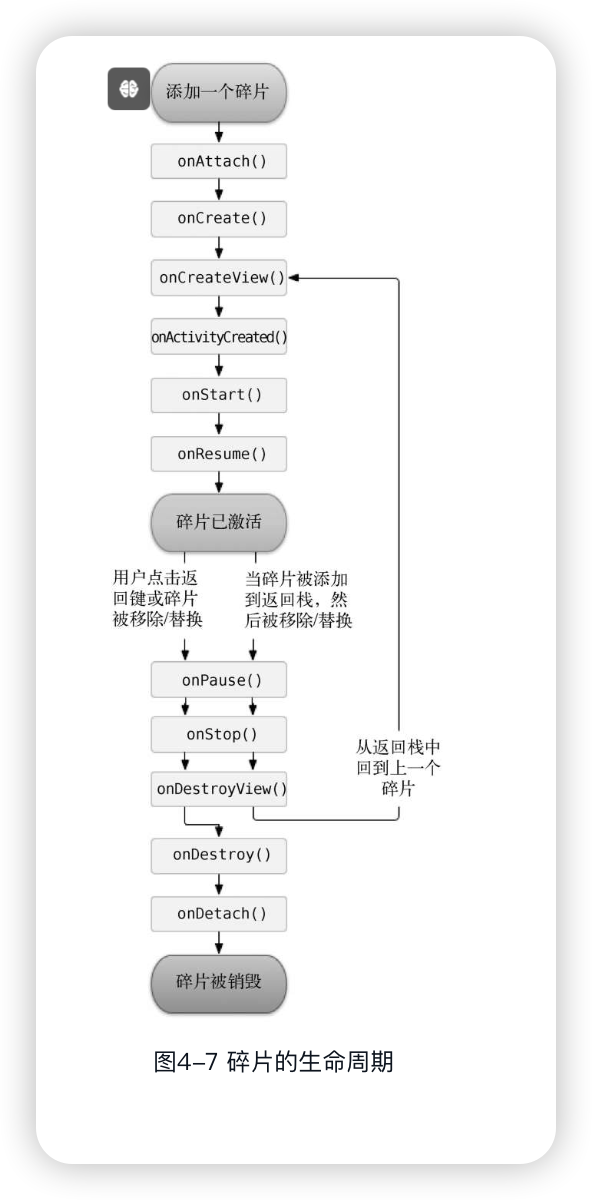 添加一个碎片
onAttach()
onCreate()
onCreateView()
onActivityCreated()
onStart()
onResume()
碎片已激活
用户点击返
回键或碎片
被移除/替换
当碎片被添加
到返回栈，然
后被移除/替换
onPause()
onStop()
onDestroyView()
从返回栈中
回到上一个
碎片
onDestroy()
onDetach()
碎片被销毁
图4–7 碎片的生命周期